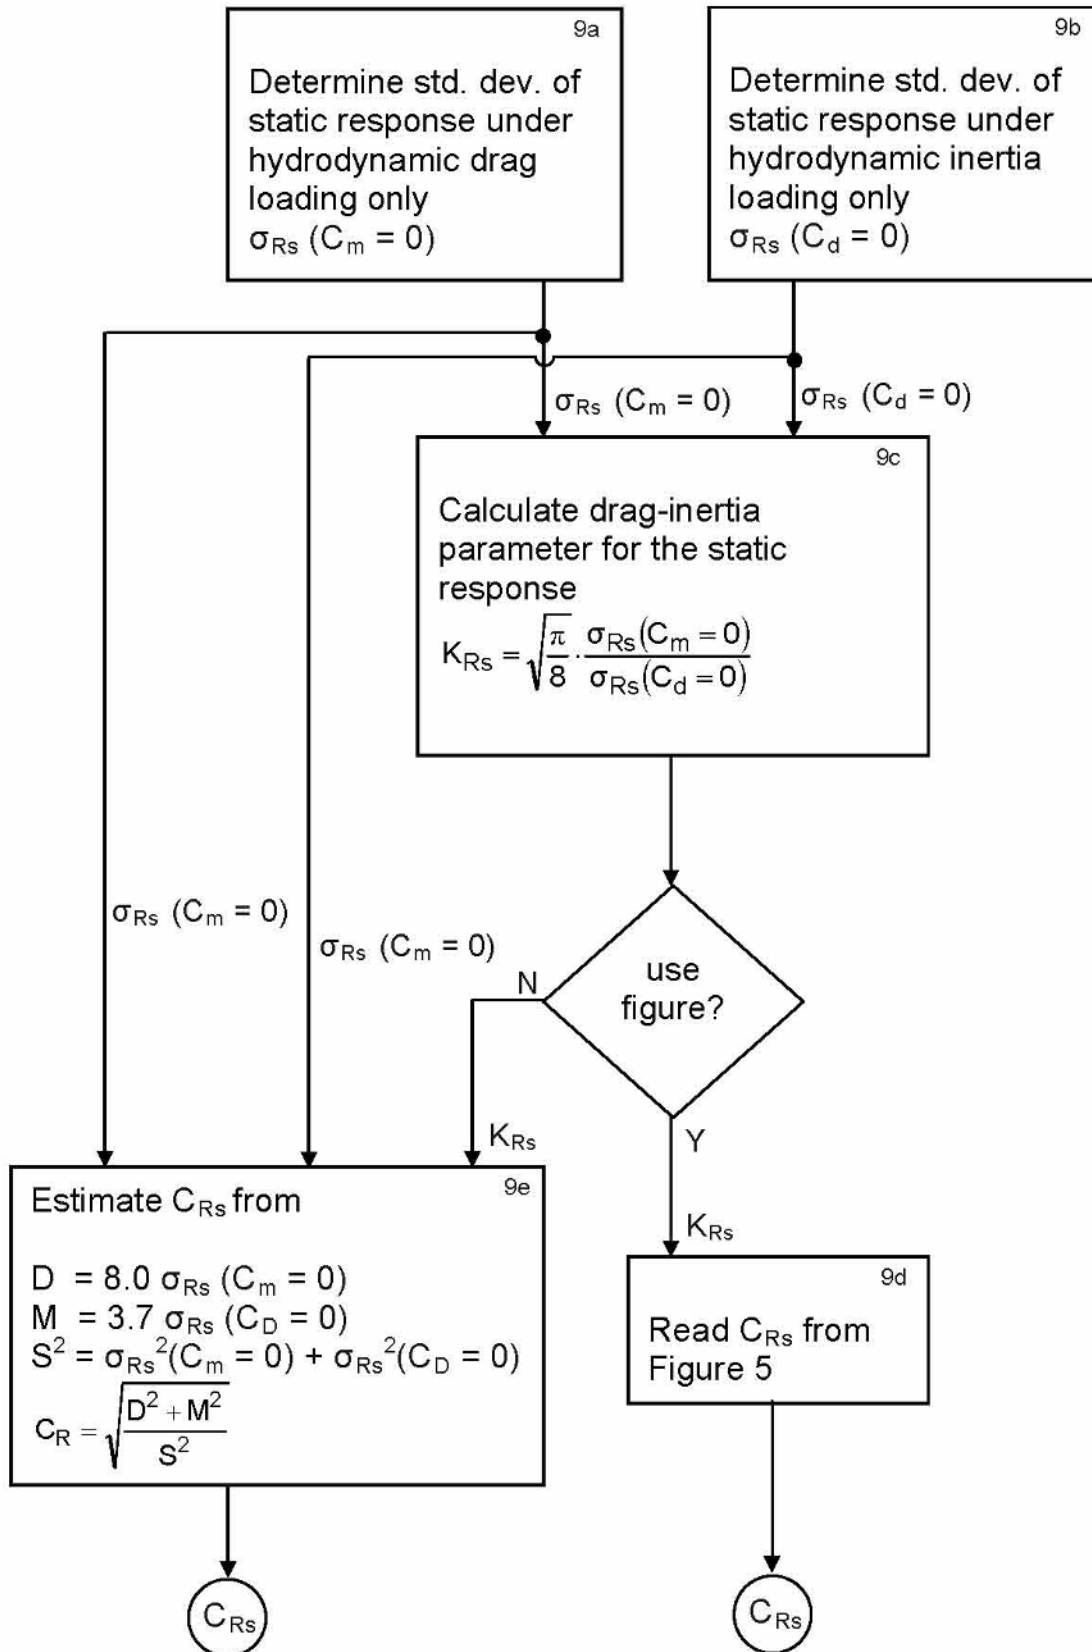 9a
Determine std. dev. of
static response under
hydrodynamic drag
loading only
σRs (Cm = 0)
9b
Determine std. dev. of
static response under
hydrodynamic inertia
loading only
σRs (Cd = 0)
σRs (Cm = 0)
σRs (Cd = 0)
9c
Calculate drag-inertia
parameter for the static
response
KRs = √(π/8) · σRs(Cm = 0)/σRs(Cd = 0)
σRs (Cm = 0)
σRs (Cm = 0)
use
figure?
N
Y
KRs
KRs
9e
Estimate CRs from
D = 8.0 σRs (Cm = 0)
M = 3.7 σRs (CD = 0)
S² = σRs²(Cm = 0) + σRs²(CD = 0)
CR = √((D² + M²)/S²)
9d
Read CRs from
Figure 5
CRs
CRs